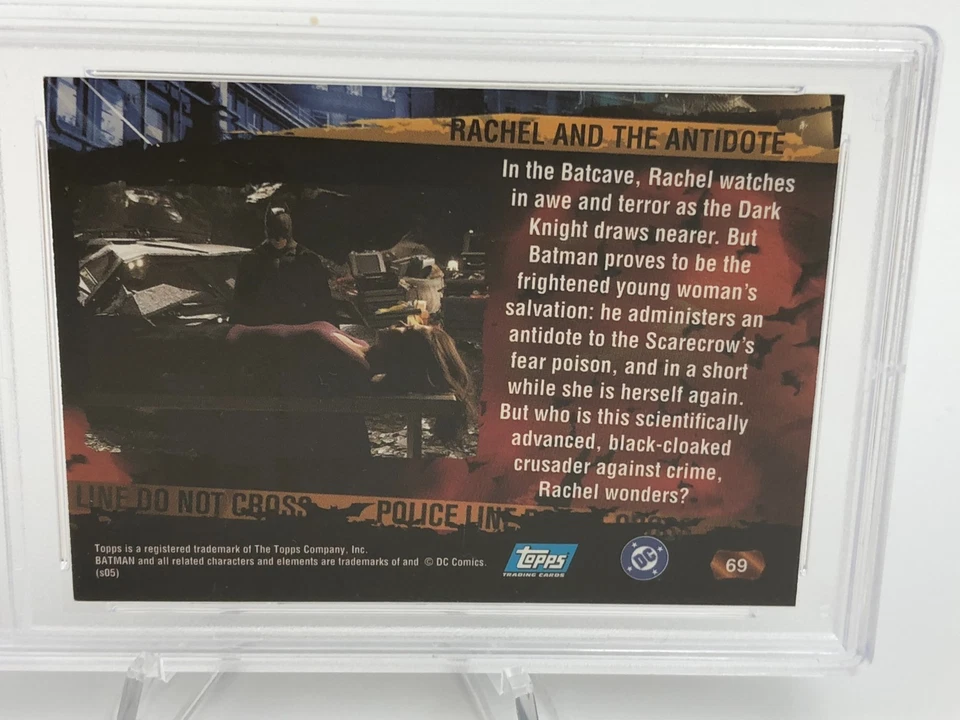 RACHEL AND THE ANTIDOTE
In the Batcave, Rachel watches
in awe and terror as the Dark
Knight draws nearer. But
Batman proves to be the
frightened young woman's
salvation: he administers an
antidote to the Scarecrow's
fear poison, and in a short
while she is herself again.
But who is this scientifically
advanced, black-cloaked
crusader against crime,
Rachel wonders?
LINE DO NOT CROSS POLICE LINE
Topps is a registered trademark of The Topps Company, Inc.
BATMAN and all related characters and elements are trademarks of and © DC Comics.
(s05)
topps
TRADING CARDS
DC
69